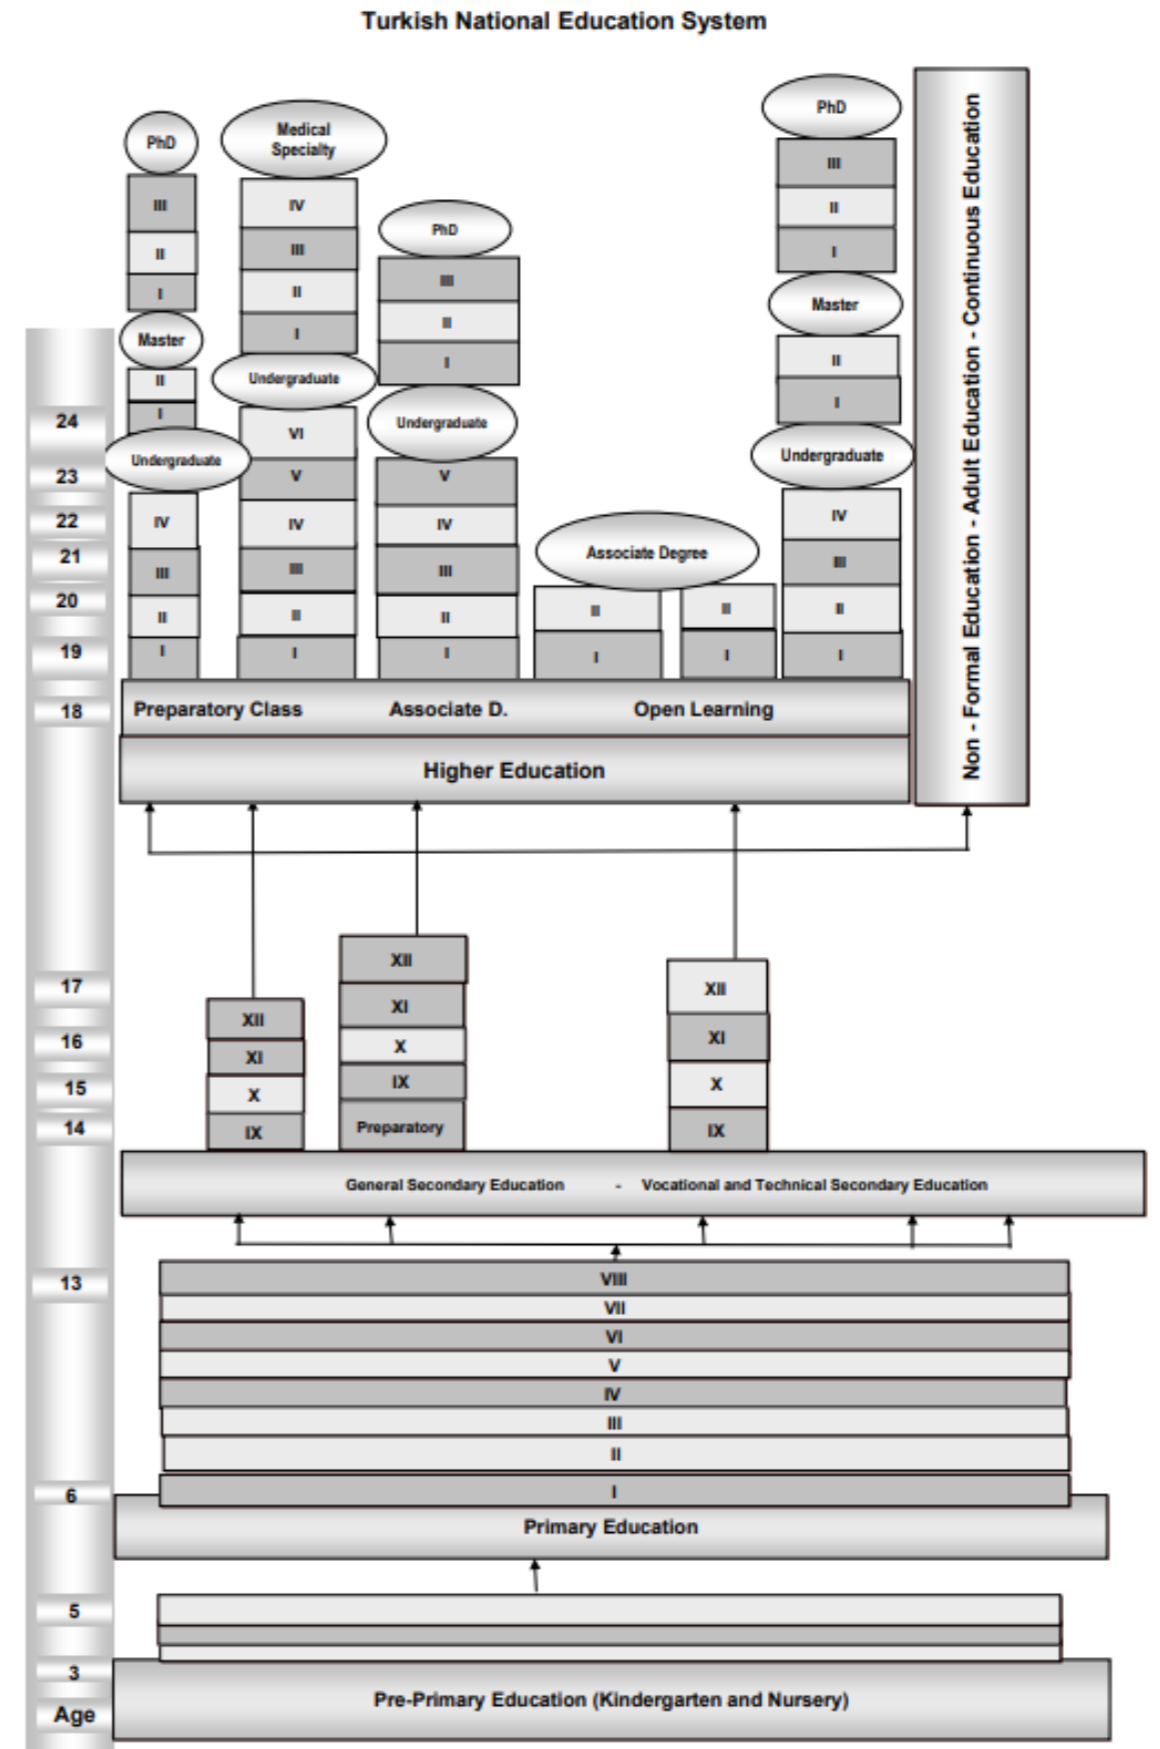 Turkish National Education System
PhD
III
II
I
Master
II
I
Undergraduate
IV
III
II
I
Medical
Specialty
IV
III
II
I
Undergraduate
VI
V
IV
III
II
I
PhD
III
II
I
Undergraduate
V
IV
III
II
I
Associate Degree
II
I
II
I
PhD
III
II
I
Master
II
I
Undergraduate
IV
III
II
I
Non - Formal Education - Adult Education - Continuous Education
24
23
22
21
20
19
18
Preparatory Class Associate D. Open Learning
Higher Education
17
16
15
14
XII
XI
X
IX
XII
XI
X
IX
Preparatory
XII
XI
X
IX
General Secondary Education - Vocational and Technical Secondary Education
13
VIII
VII
VI
V
IV
III
II
I
6
Primary Education
5
3
Age
Pre-Primary Education (Kindergarten and Nursery)